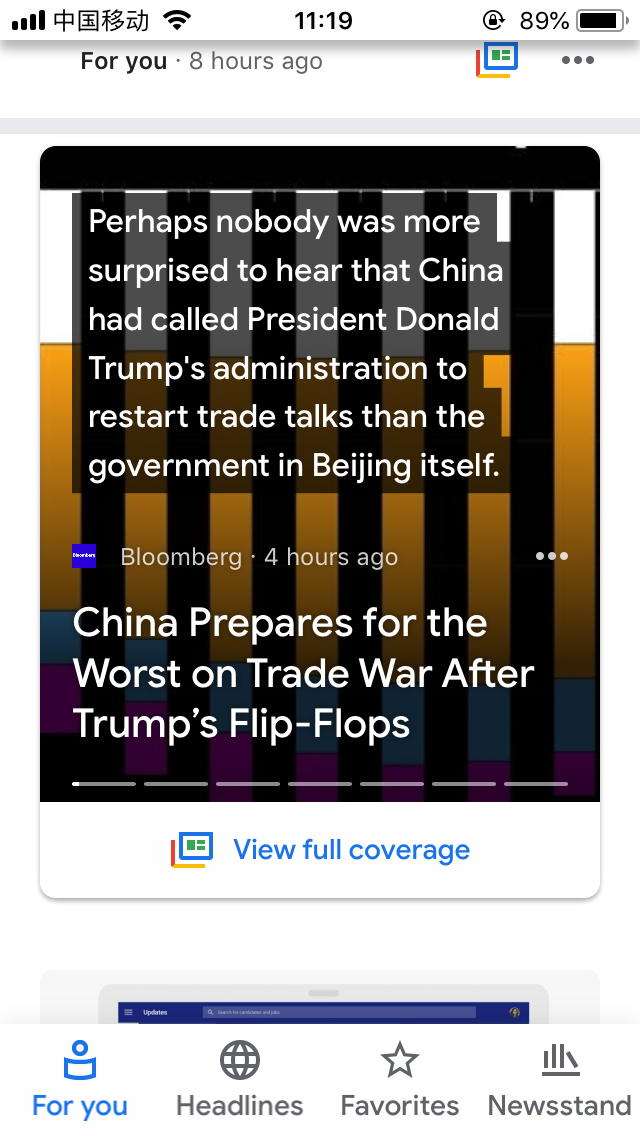 中国移动 11:19 89%
For you · 8 hours ago
Perhaps nobody was more
surprised to hear that China
had called President Donald
Trump's administration to
restart trade talks than the
government in Beijing itself.
Bloomberg
Bloomberg · 4 hours ago
China Prepares for the
Worst on Trade War After
Trump’s Flip-Flops
View full coverage
Updates Search for candidates and jobs
For you Headlines Favorites Newsstand